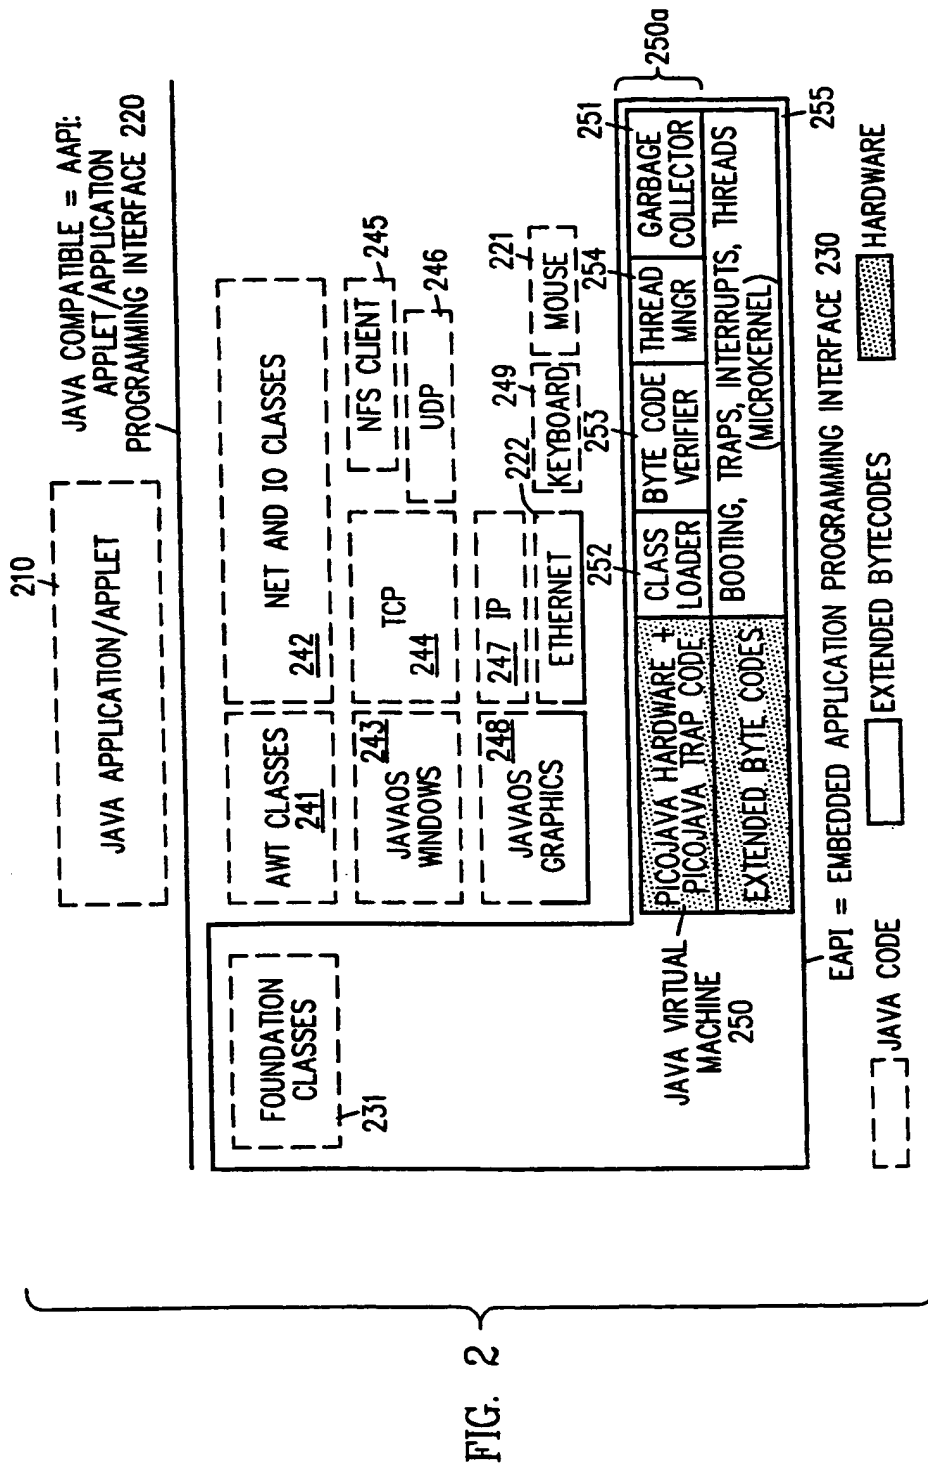 210
JAVA APPLICATION/APPLET
JAVA COMPATIBLE = AAPI:
APPLET/APPLICATION
PROGRAMMING INTERFACE 220
FOUNDATION
CLASSES
231
AWT CLASSES
241
242
NET AND IO CLASSES
243
JAVAOS
WINDOWS
TCP
244
NFS CLIENT
245
UDP
246
248
JAVAOS
GRAPHICS
IP
247
222
ETHERNET
249
KEYBOARD
221
MOUSE
JAVA VIRTUAL
MACHINE
250
PICOJAVA HARDWARE +
PICOJAVA TRAP CODE
EXTENDED BYTE CODES
252
CLASS
LOADER
253
BYTE CODE
VERIFIER
254
THREAD
MNGR
251
GARBAGE
COLLECTOR
250a
BOOTING, TRAPS, INTERRUPTS, THREADS
(MICROKERNEL)
255
EAPI = EMBEDDED APPLICATION PROGRAMMING INTERFACE 230
JAVA CODE
EXTENDED BYTECODES
HARDWARE
FIG. 2